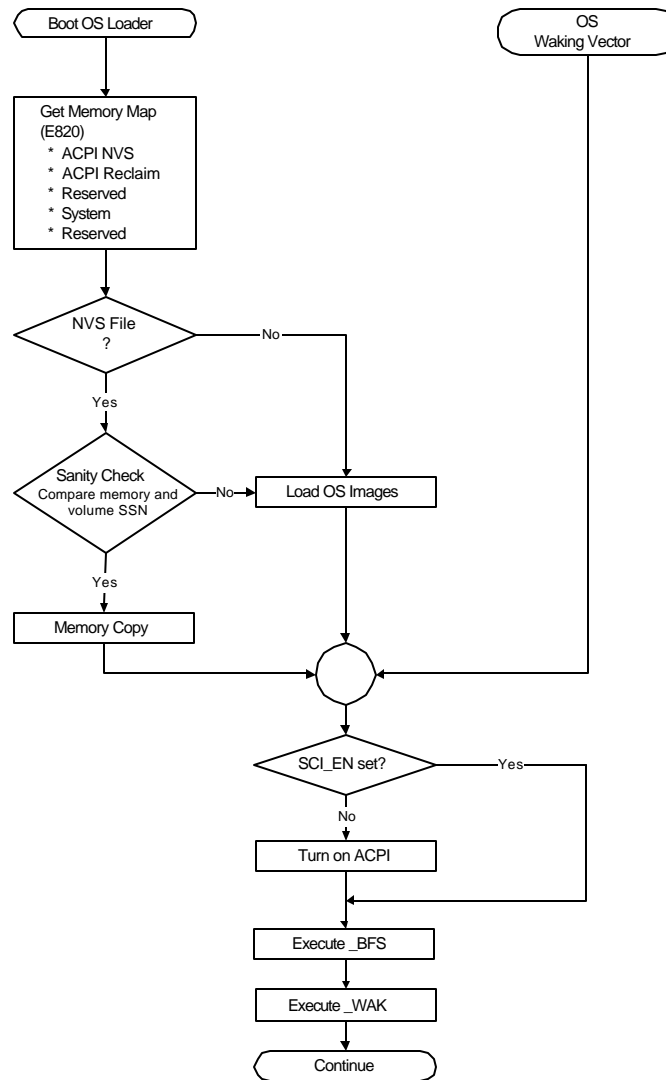 Boot OS Loader
OS
Waking Vector
Get Memory Map
(E820)
* ACPI NVS
* ACPI Reclaim
* Reserved
* System
* Reserved
NVS File
?
No
Yes
Sanity Check
Compare memory and
volume SSN
No
Load OS Images
Yes
Memory Copy
SCI_EN set?
Yes
No
Turn on ACPI
Execute _BFS
Execute _WAK
Continue